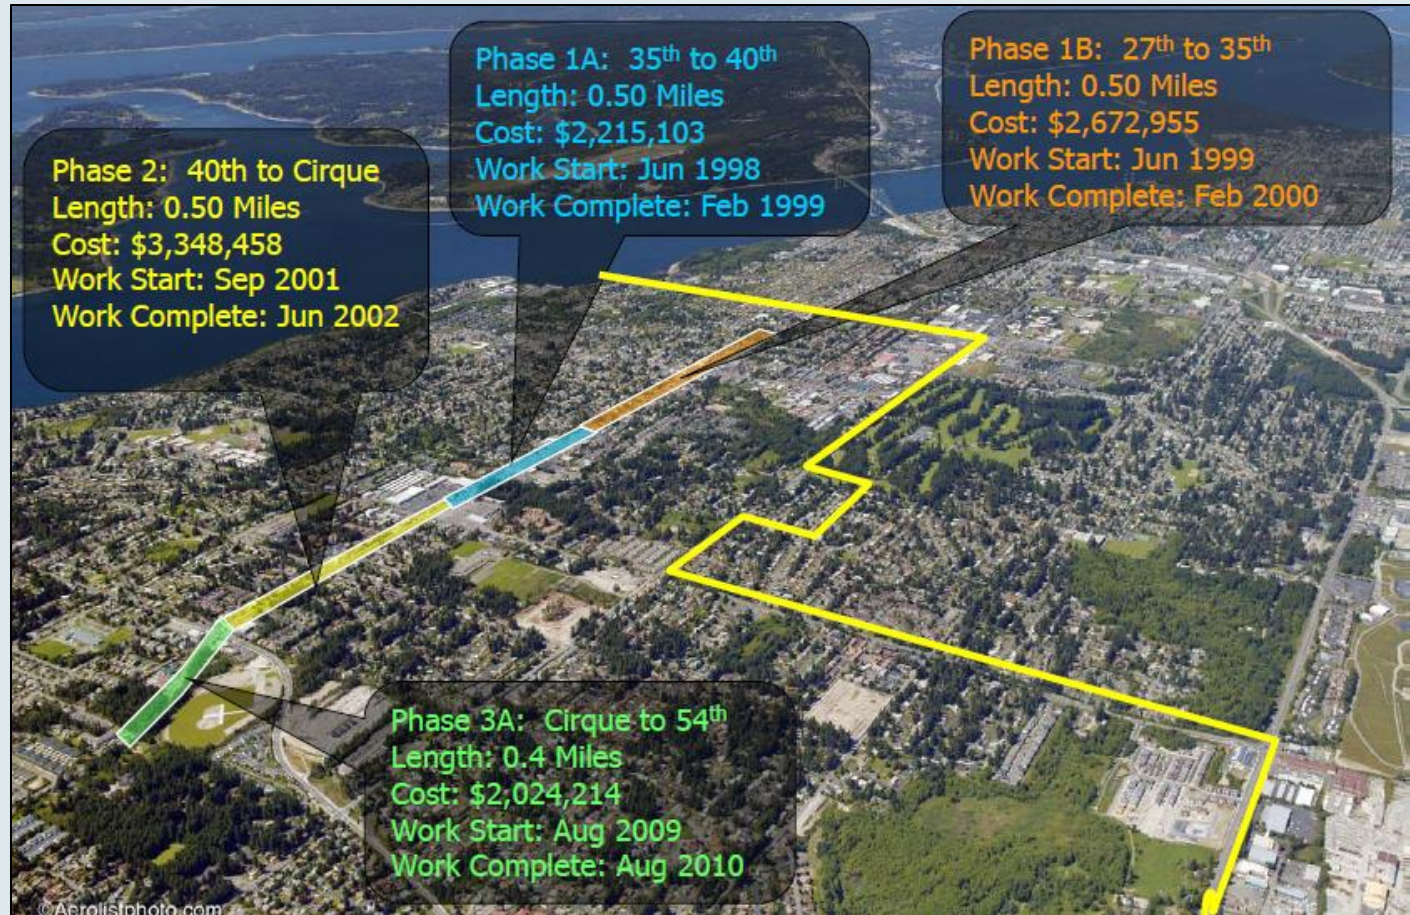 Phase 1A: 35th to 40th
Length: 0.50 Miles
Cost: $2,215,103
Work Start: Jun 1998
Work Complete: Feb 1999
Phase 1B: 27th to 35th
Length: 0.50 Miles
Cost: $2,672,955
Work Start: Jun 1999
Work Complete: Feb 2000
Phase 2: 40th to Cirque
Length: 0.50 Miles
Cost: $3,348,458
Work Start: Sep 2001
Work Complete: Jun 2002
Phase 3A: Cirque to 54th
Length: 0.4 Miles
Cost: $2,024,214
Work Start: Aug 2009
Work Complete: Aug 2010
©Aerolistphoto.com